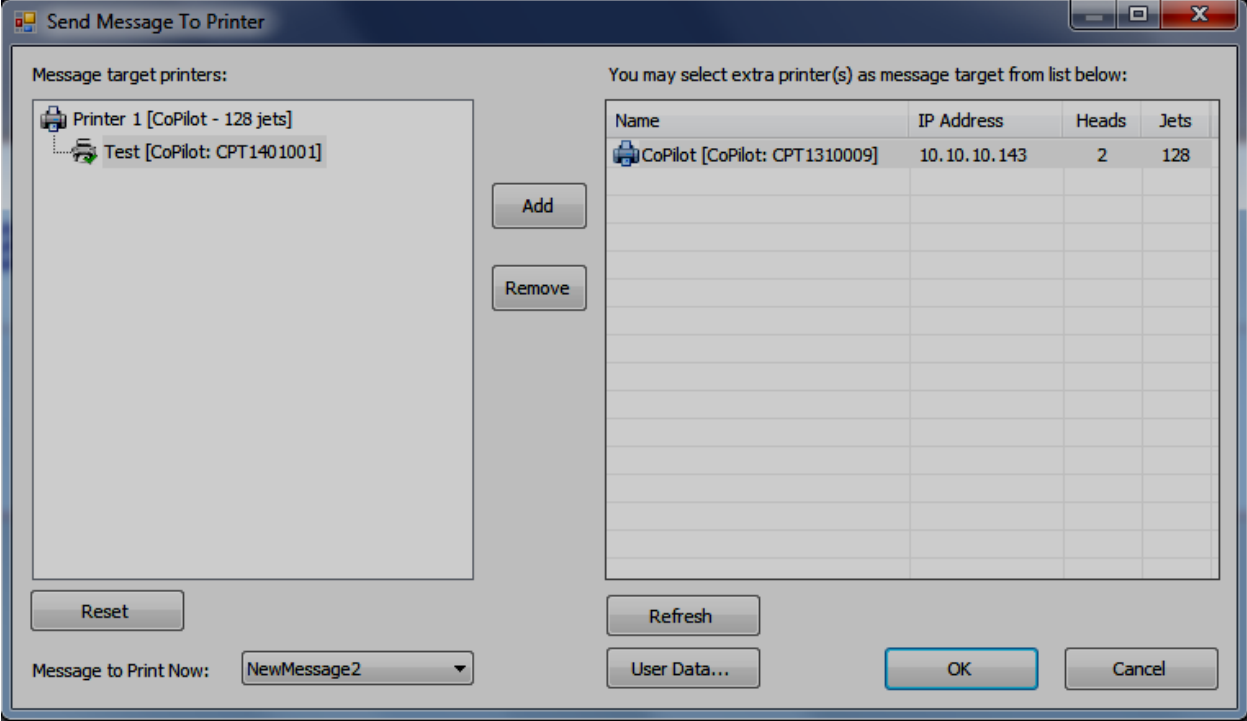 Send Message To Printer
Message target printers:
Printer 1 [CoPilot - 128 jets]
Test [CoPilot: CPT1401001]
Add
Remove
You may select extra printer(s) as message target from list below:
Name IP Address Heads Jets
CoPilot [CoPilot: CPT1310009] 10.10.10.143 2 128
Reset
Refresh
Message to Print Now: NewMessage2
User Data...
OK
Cancel